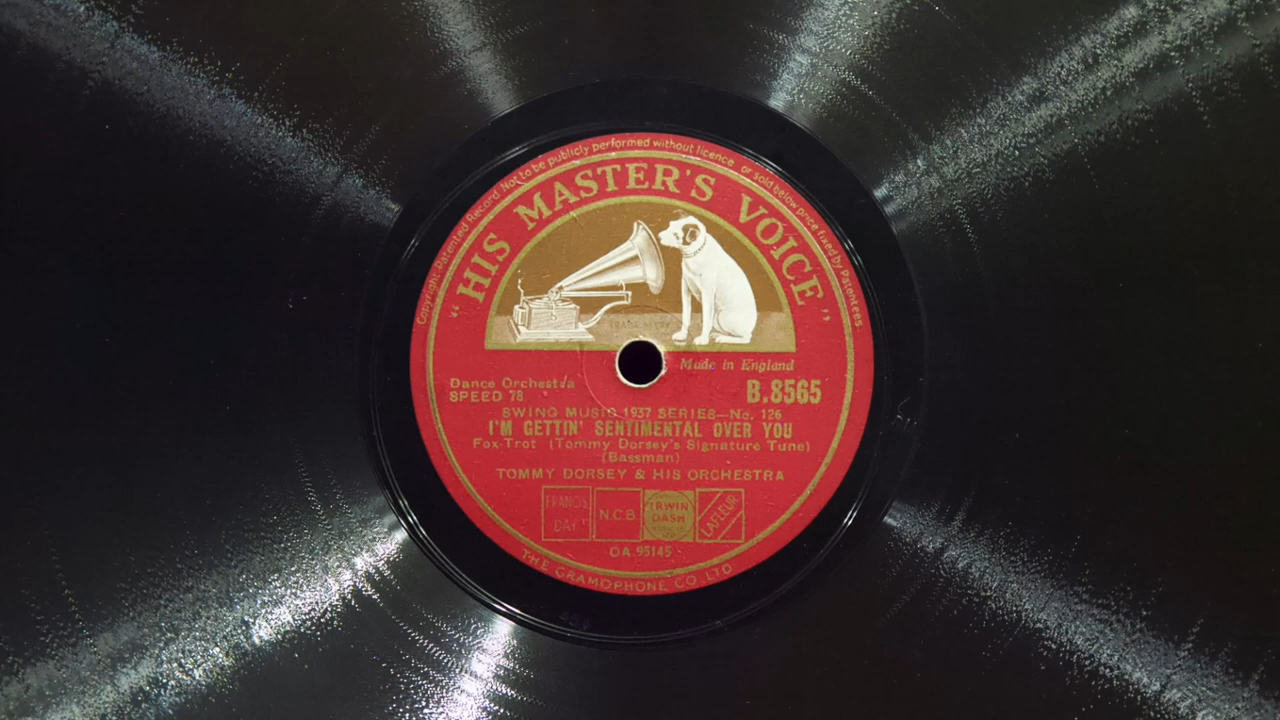 Copyright. Patented Record. Not to be publicly performed without licence or sold below price fixed by Patentees
"HIS MASTER'S VOICE"
TRADE MARK
Made in England
Dance Orchestra
B.8565
SPEED 78
SWING MUSIC 1937 SERIES—No. 126
I'M GETTIN' SENTIMENTAL OVER YOU
Fox-Trot (Tommy Dorsey's Signature Tune)
(Bassman)
TOMMY DORSEY & HIS ORCHESTRA
FRANCIS DAY
N.C.B
IRWIN DASH
LAFLEUR
OA.95145
THE GRAMOPHONE CO. LTD